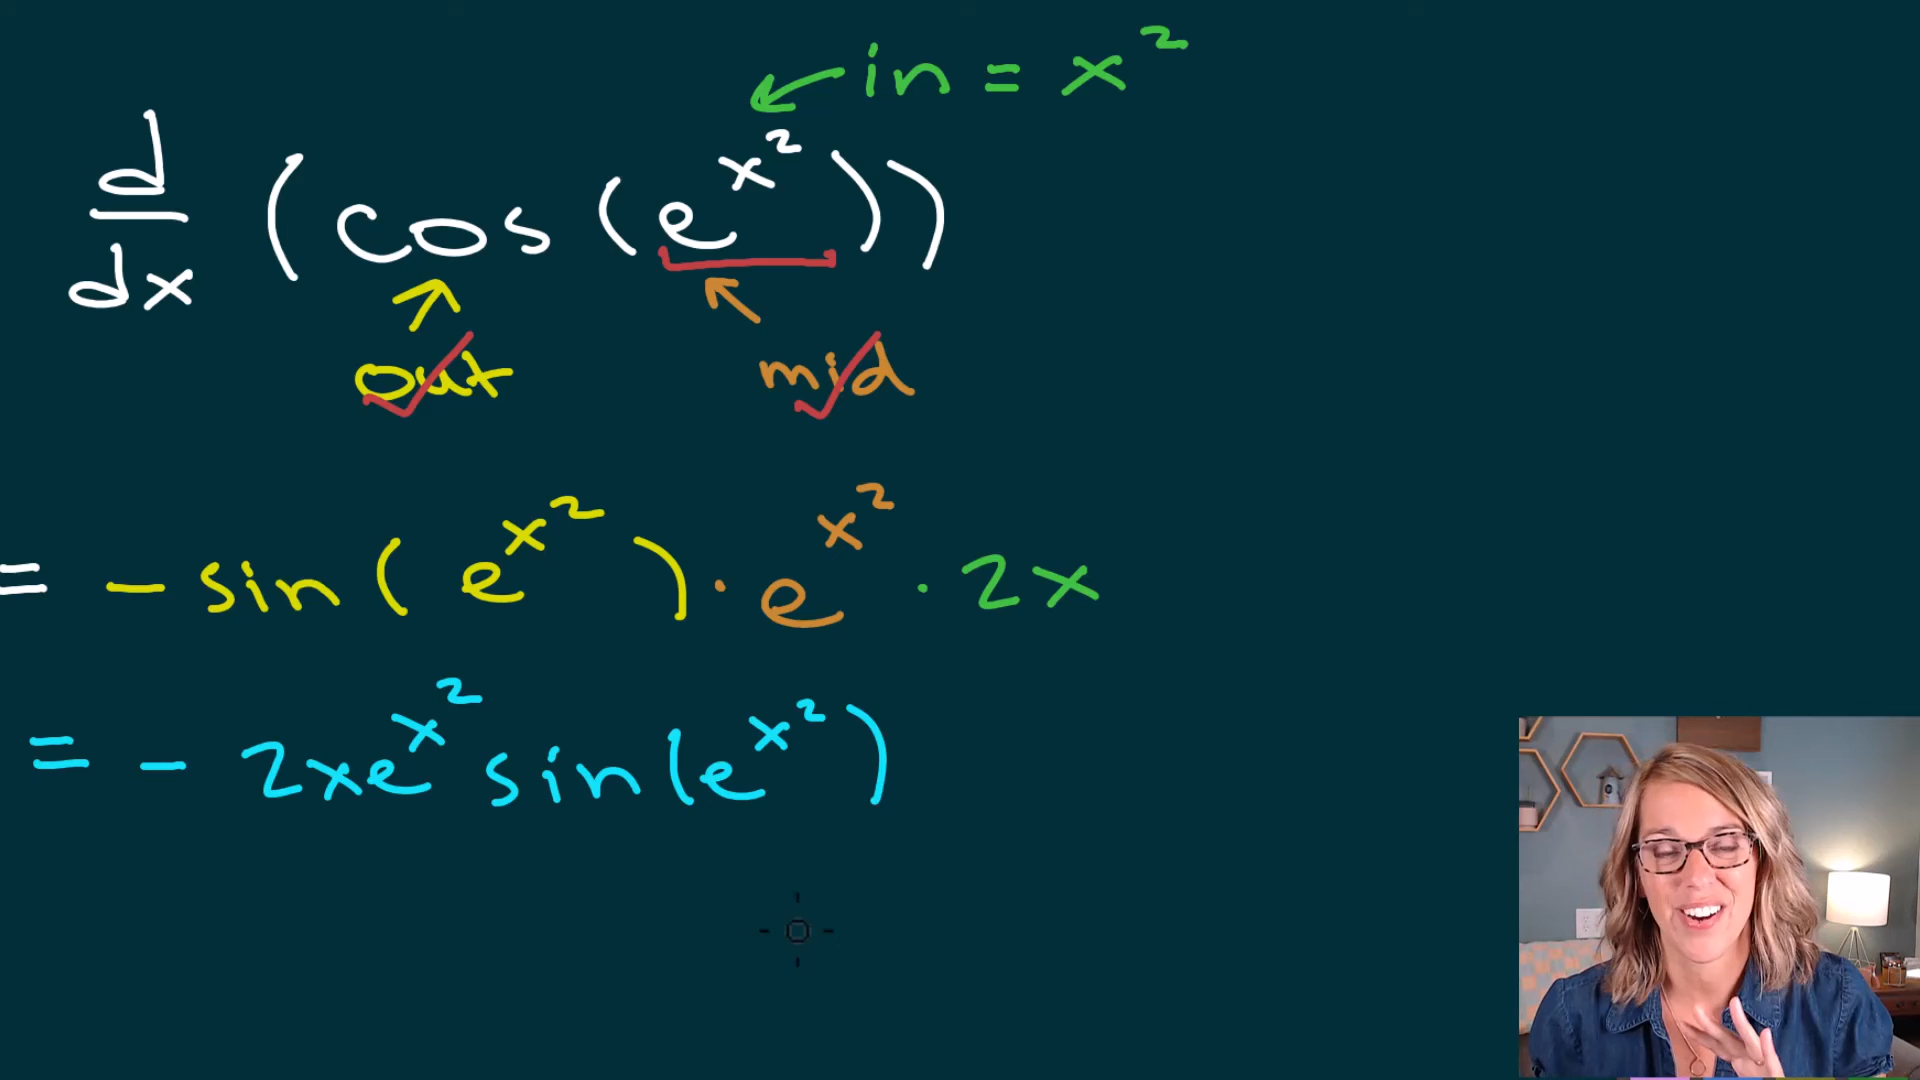 ← in = x²
d/dx (cos(e^x²))
out mid
= - sin(e^x²) · e^x² · 2x
= - 2xe^x² sin(e^x²)